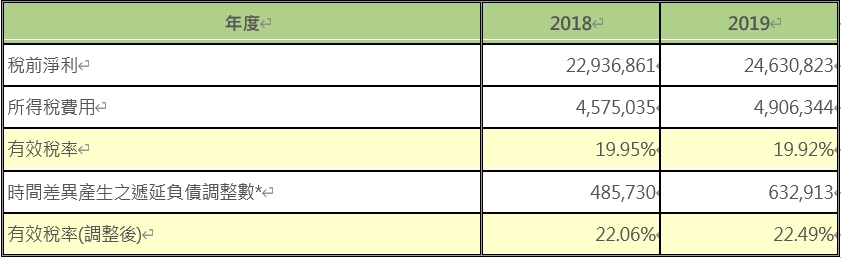 年度 2018 2019
稅前淨利 22,936,861 24,630,823
所得稅費用 4,575,035 4,906,344
有效稅率 19.95% 19.92%
時間差異產生之遞延負債調整數* 485,730 632,913
有效稅率(調整後) 22.06% 22.49%